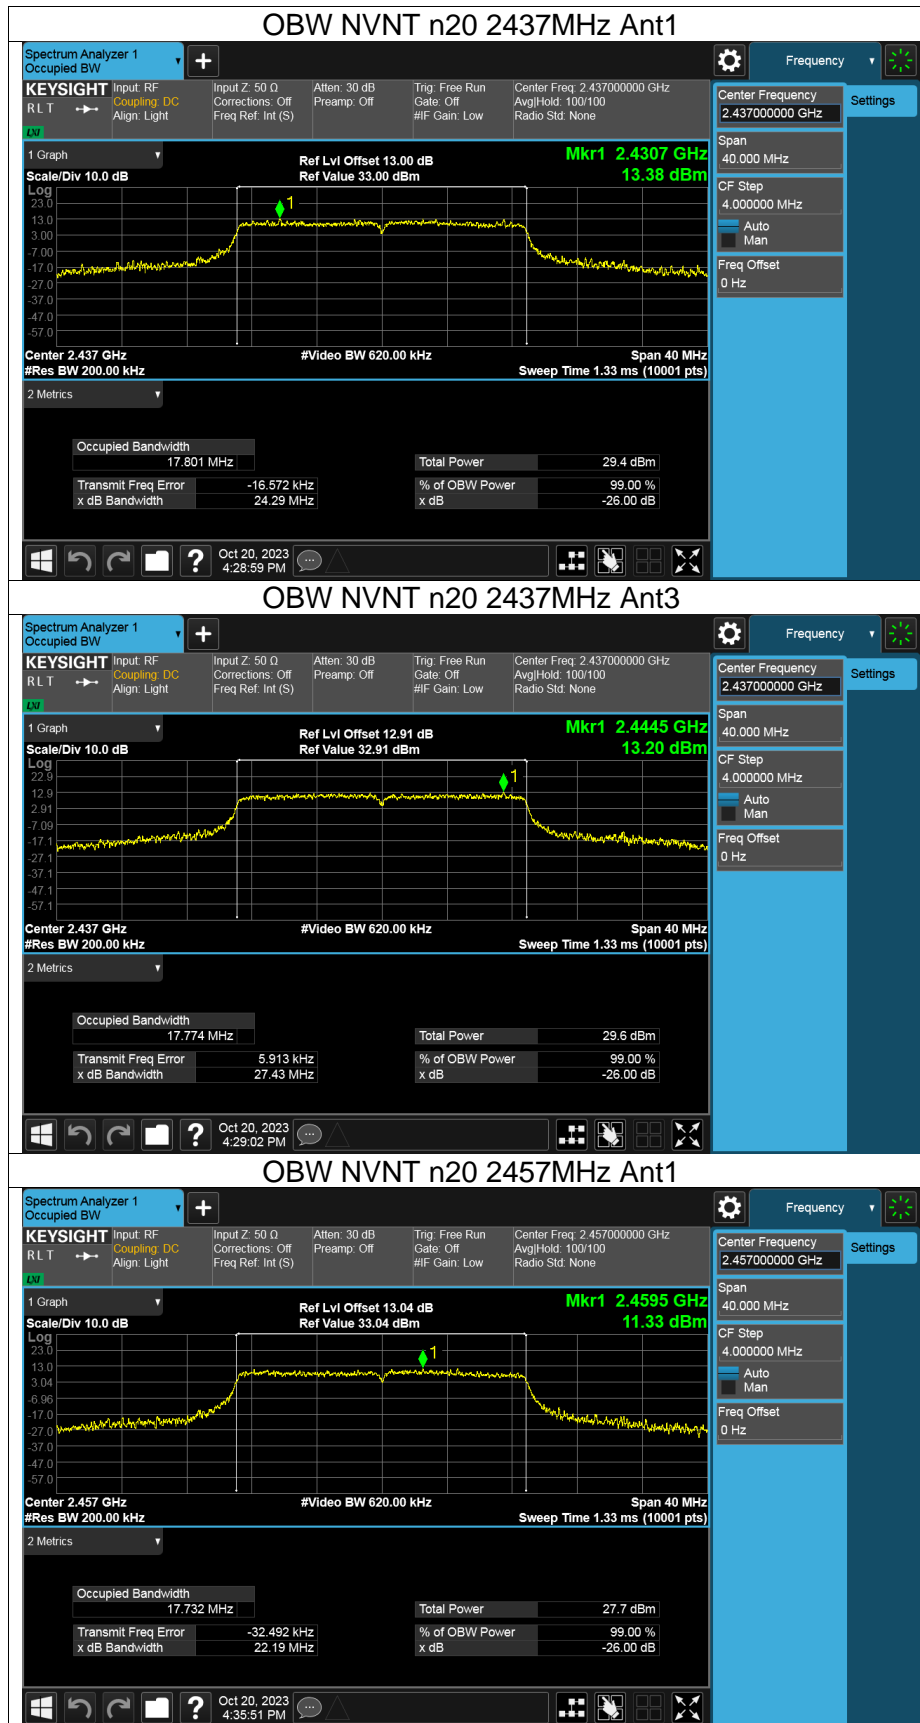 OBW NVNT n20 2437MHz Ant1
Spectrum Analyzer 1
Occupied BW
+
Frequency
KEYSIGHT
RLT
LXI
Input: RF
Coupling: DC
Align: Light
Input Z: 50 Ω
Corrections: Off
Freq Ref: Int (S)
Atten: 30 dB
Preamp: Off
Trig: Free Run
Gate: Off
#IF Gain: Low
Center Freq: 2.437000000 GHz
Avg|Hold: 100/100
Radio Std: None
Center Frequency
2.437000000 GHz
Settings
Span
40.000 MHz
CF Step
4.000000 MHz
Auto
Man
Freq Offset
0 Hz
1 Graph
Scale/Div 10.0 dB
Ref Lvl Offset 13.00 dB
Ref Value 33.00 dBm
Mkr1 2.4307 GHz
13.38 dBm
Log
23.0
13.0
3.00
-7.00
-17.0
-27.0
-37.0
-47.0
-57.0
1
Center 2.437 GHz
#Video BW 620.00 kHz
Span 40 MHz
#Res BW 200.00 kHz
Sweep Time 1.33 ms (10001 pts)
2 Metrics
Occupied Bandwidth
17.801 MHz
Total Power 29.4 dBm
Transmit Freq Error -16.572 kHz
% of OBW Power 99.00 %
x dB Bandwidth 24.29 MHz
x dB -26.00 dB
?
Oct 20, 2023
4:28:59 PM
OBW NVNT n20 2437MHz Ant3
Spectrum Analyzer 1
Occupied BW
+
Frequency
KEYSIGHT
RLT
LXI
Input: RF
Coupling: DC
Align: Light
Input Z: 50 Ω
Corrections: Off
Freq Ref: Int (S)
Atten: 30 dB
Preamp: Off
Trig: Free Run
Gate: Off
#IF Gain: Low
Center Freq: 2.437000000 GHz
Avg|Hold: 100/100
Radio Std: None
Center Frequency
2.437000000 GHz
Settings
Span
40.000 MHz
CF Step
4.000000 MHz
Auto
Man
Freq Offset
0 Hz
1 Graph
Scale/Div 10.0 dB
Ref Lvl Offset 12.91 dB
Ref Value 32.91 dBm
Mkr1 2.4445 GHz
13.20 dBm
Log
22.9
12.9
2.91
-7.09
-17.1
-27.1
-37.1
-47.1
-57.1
1
Center 2.437 GHz
#Video BW 620.00 kHz
Span 40 MHz
#Res BW 200.00 kHz
Sweep Time 1.33 ms (10001 pts)
2 Metrics
Occupied Bandwidth
17.774 MHz
Total Power 29.6 dBm
Transmit Freq Error 5.913 kHz
% of OBW Power 99.00 %
x dB Bandwidth 27.43 MHz
x dB -26.00 dB
?
Oct 20, 2023
4:29:02 PM
OBW NVNT n20 2457MHz Ant1
Spectrum Analyzer 1
Occupied BW
+
Frequency
KEYSIGHT
RLT
LXI
Input: RF
Coupling: DC
Align: Light
Input Z: 50 Ω
Corrections: Off
Freq Ref: Int (S)
Atten: 30 dB
Preamp: Off
Trig: Free Run
Gate: Off
#IF Gain: Low
Center Freq: 2.457000000 GHz
Avg|Hold: 100/100
Radio Std: None
Center Frequency
2.457000000 GHz
Settings
Span
40.000 MHz
CF Step
4.000000 MHz
Auto
Man
Freq Offset
0 Hz
1 Graph
Scale/Div 10.0 dB
Ref Lvl Offset 13.04 dB
Ref Value 33.04 dBm
Mkr1 2.4595 GHz
11.33 dBm
Log
23.0
13.0
3.04
-6.96
-17.0
-27.0
-37.0
-47.0
-57.0
1
Center 2.457 GHz
#Video BW 620.00 kHz
Span 40 MHz
#Res BW 200.00 kHz
Sweep Time 1.33 ms (10001 pts)
2 Metrics
Occupied Bandwidth
17.732 MHz
Total Power 27.7 dBm
Transmit Freq Error -32.492 kHz
% of OBW Power 99.00 %
x dB Bandwidth 22.19 MHz
x dB -26.00 dB
?
Oct 20, 2023
4:35:51 PM